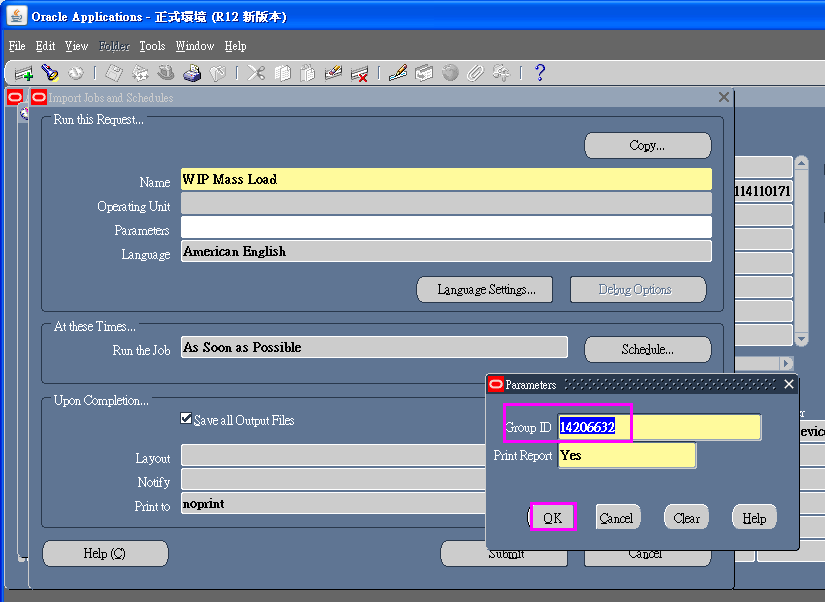 Oracle Applications - 正式環境 (R12 新版本)
File Edit View Folder Tools Window Help
Import Jobs and Schedules
Run this Request...
Copy...
Name WIP Mass Load
Operating Unit
Parameters
Language American English
Language Settings... Debug Options
At these Times...
Run the Job As Soon as Possible
Schedule...
Upon Completion...
Save all Output Files
Layout
Notify
Print to noprint
Help (C) Submit Cancel
114110171
Parameters
Group ID 14206632
Print Report Yes
OK Cancel Clear Help